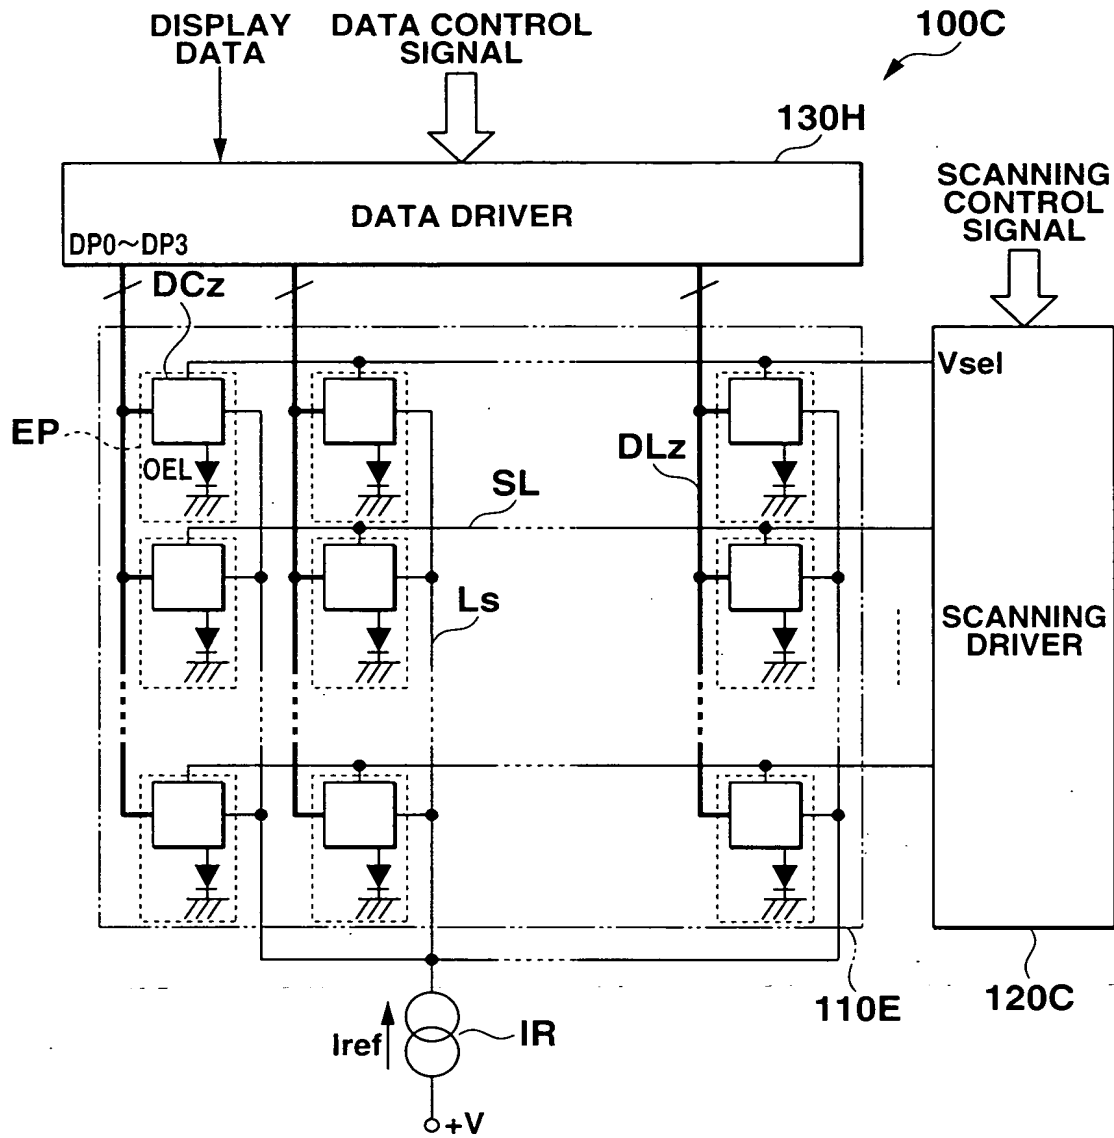 DISPLAY
DATA
DATA CONTROL
SIGNAL
100C
130H
SCANNING
CONTROL
SIGNAL
DATA DRIVER
DP0~DP3
DCz
Vsel
EP
OEL
DLz
SL
Ls
SCANNING
DRIVER
110E
120C
Iref
IR
+V